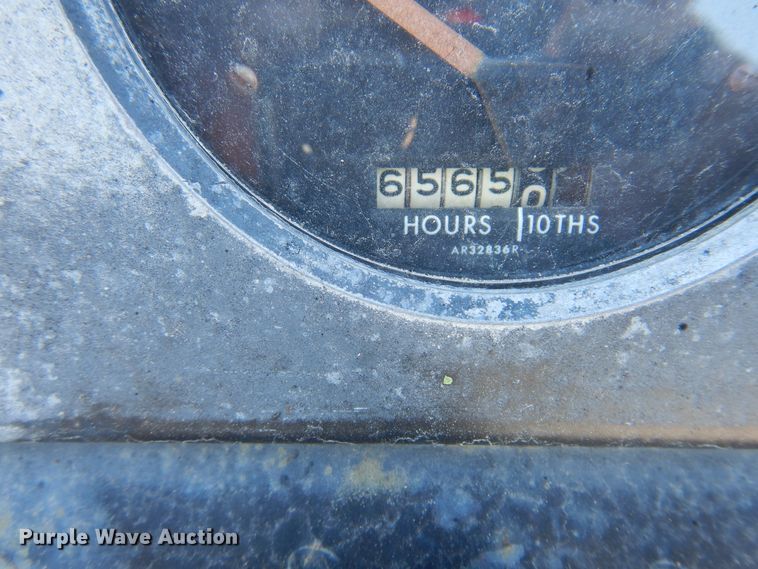 65650
HOURS 10THS
AR32836R
Purple Wave Auction